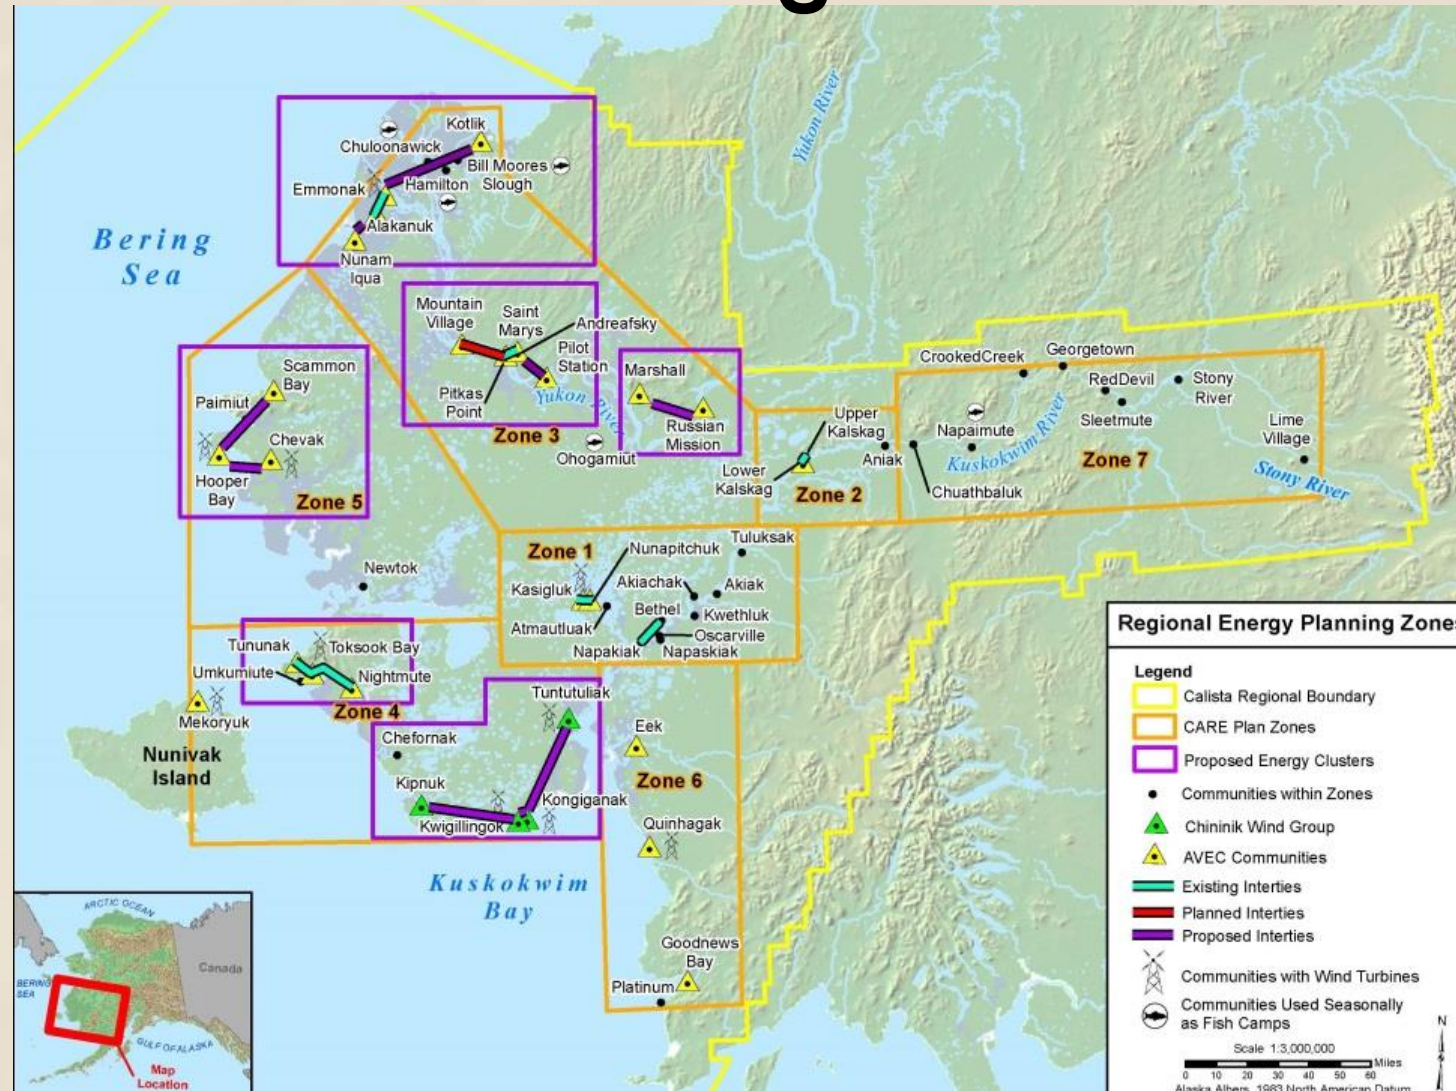 Yukon River
Kotlik
Chuloonawick
Bill Moores
Slough
Hamilton
Emmonak
Alakanuk
Nunam
Iqua
Bering
Sea
Mountain
Village
Saint
Marys
Andreafsky
Pilot
Station
Pitkas
Point
Yukon River
Zone 3
Ohogamiut
Marshall
Russian
Mission
Scammon
Bay
Paimiut
Chevak
Hooper
Bay
Zone 5
CrookedCreek
Georgetown
RedDevil
Stony
River
Sleetmute
Lime
Village
Upper
Kalskag
Napaimute
Kuskokwim River
Aniak
Zone 7
Lower
Kalskag
Zone 2
Chuathbaluk
Stony River
Newtok
Zone 1
Nunapitchuk
Tuluksak
Kasigluk
Akiachak
Akiak
Bethel
Kwethluk
Atmautluak
Oscarville
Napakiak
Napaskiak
Tununak
Toksook Bay
Umkumiute
Nightmute
Zone 4
Mekoryuk
Nunivak
Island
Tuntutuliak
Chefornak
Kipnuk
Kongiganak
Kwigillingok
Eek
Zone 6
Quinhagak
Kuskokwim
Bay
Goodnews
Bay
Platinum
Regional Energy Planning Zones
Legend
Calista Regional Boundary
CARE Plan Zones
Proposed Energy Clusters
Communities within Zones
Chininik Wind Group
AVEC Communities
Existing Interties
Planned Interties
Proposed Interties
Communities with Wind Turbines
Communities Used Seasonally
as Fish Camps
N
Scale 1:3,000,000
Miles
0 10 20 30 40 50 60
Alaska Albers, 1983 North American Datum
ARCTIC OCEAN
Canada
BERING
SEA
GULF OF ALASKA
Map
Location